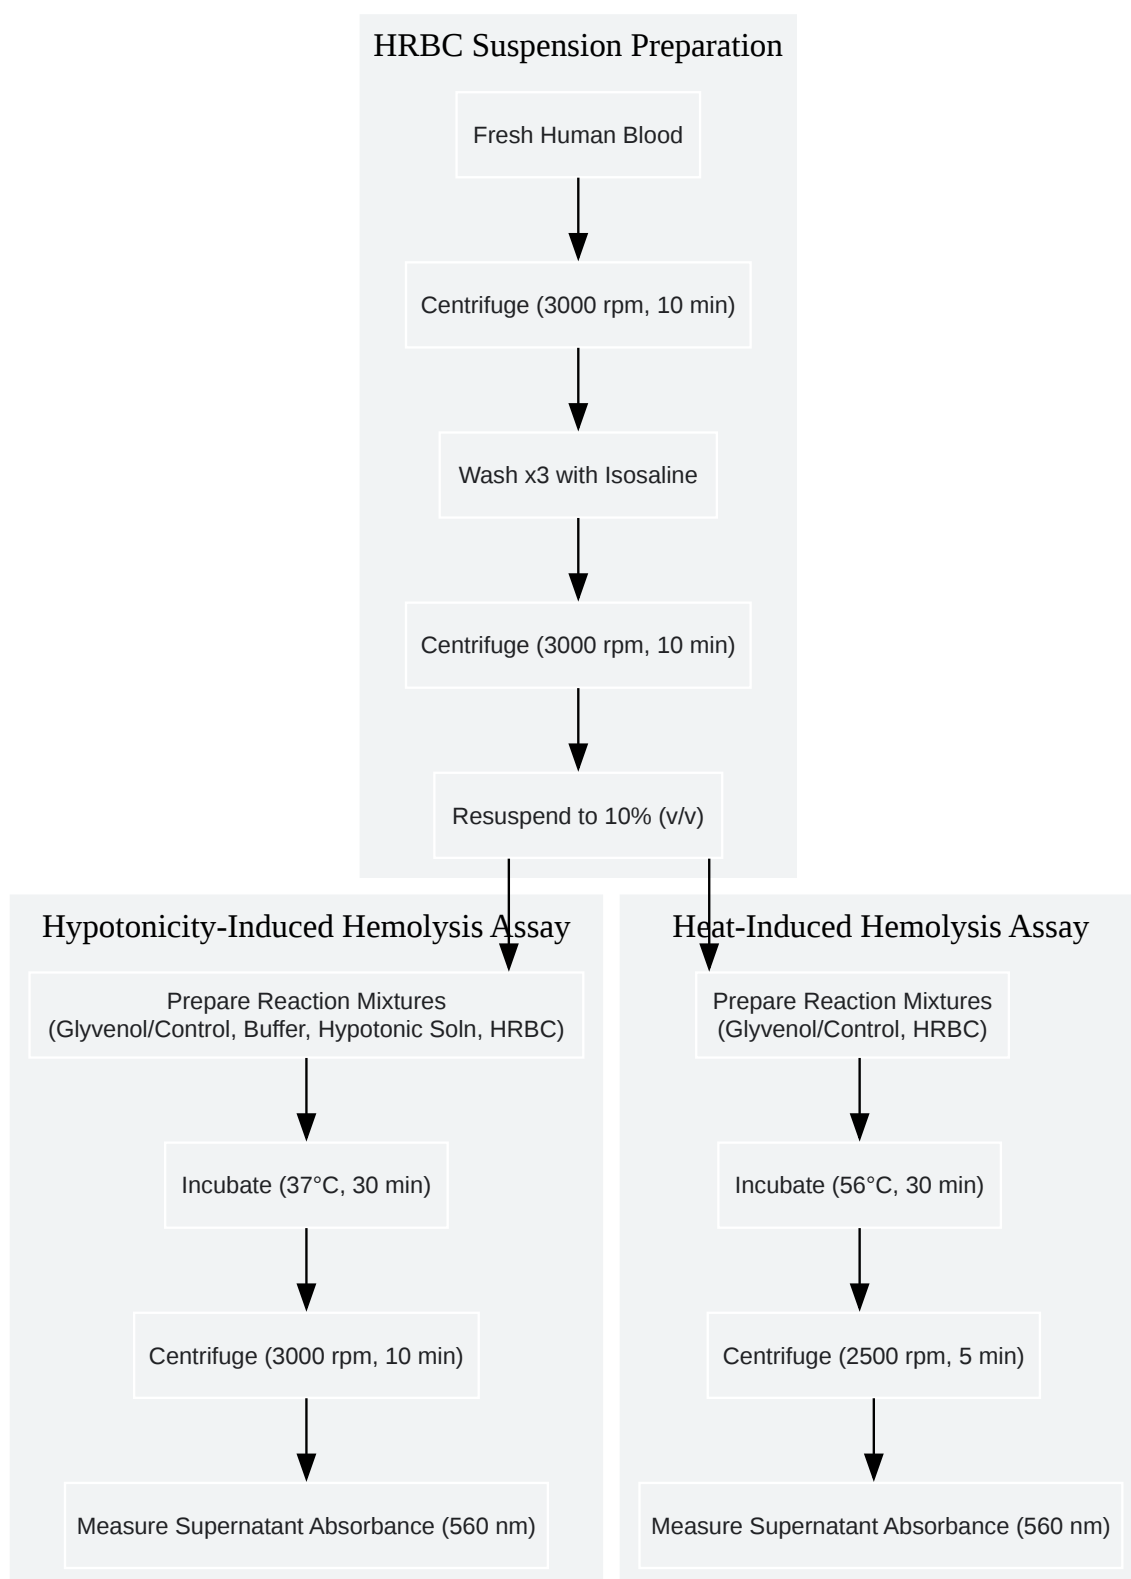 HRBC Suspension Preparation
Fresh Human Blood
Centrifuge (3000 rpm, 10 min)
Wash x3 with Isosaline
Centrifuge (3000 rpm, 10 min)
Resuspend to 10% (v/v)
Hypotonicity-Induced Hemolysis Assay
Prepare Reaction Mixtures
(Glyvenol/Control, Buffer, Hypotonic Soln, HRBC)
Incubate (37°C, 30 min)
Centrifuge (3000 rpm, 10 min)
Measure Supernatant Absorbance (560 nm)
Heat-Induced Hemolysis Assay
Prepare Reaction Mixtures
(Glyvenol/Control, HRBC)
Incubate (56°C, 30 min)
Centrifuge (2500 rpm, 5 min)
Measure Supernatant Absorbance (560 nm)